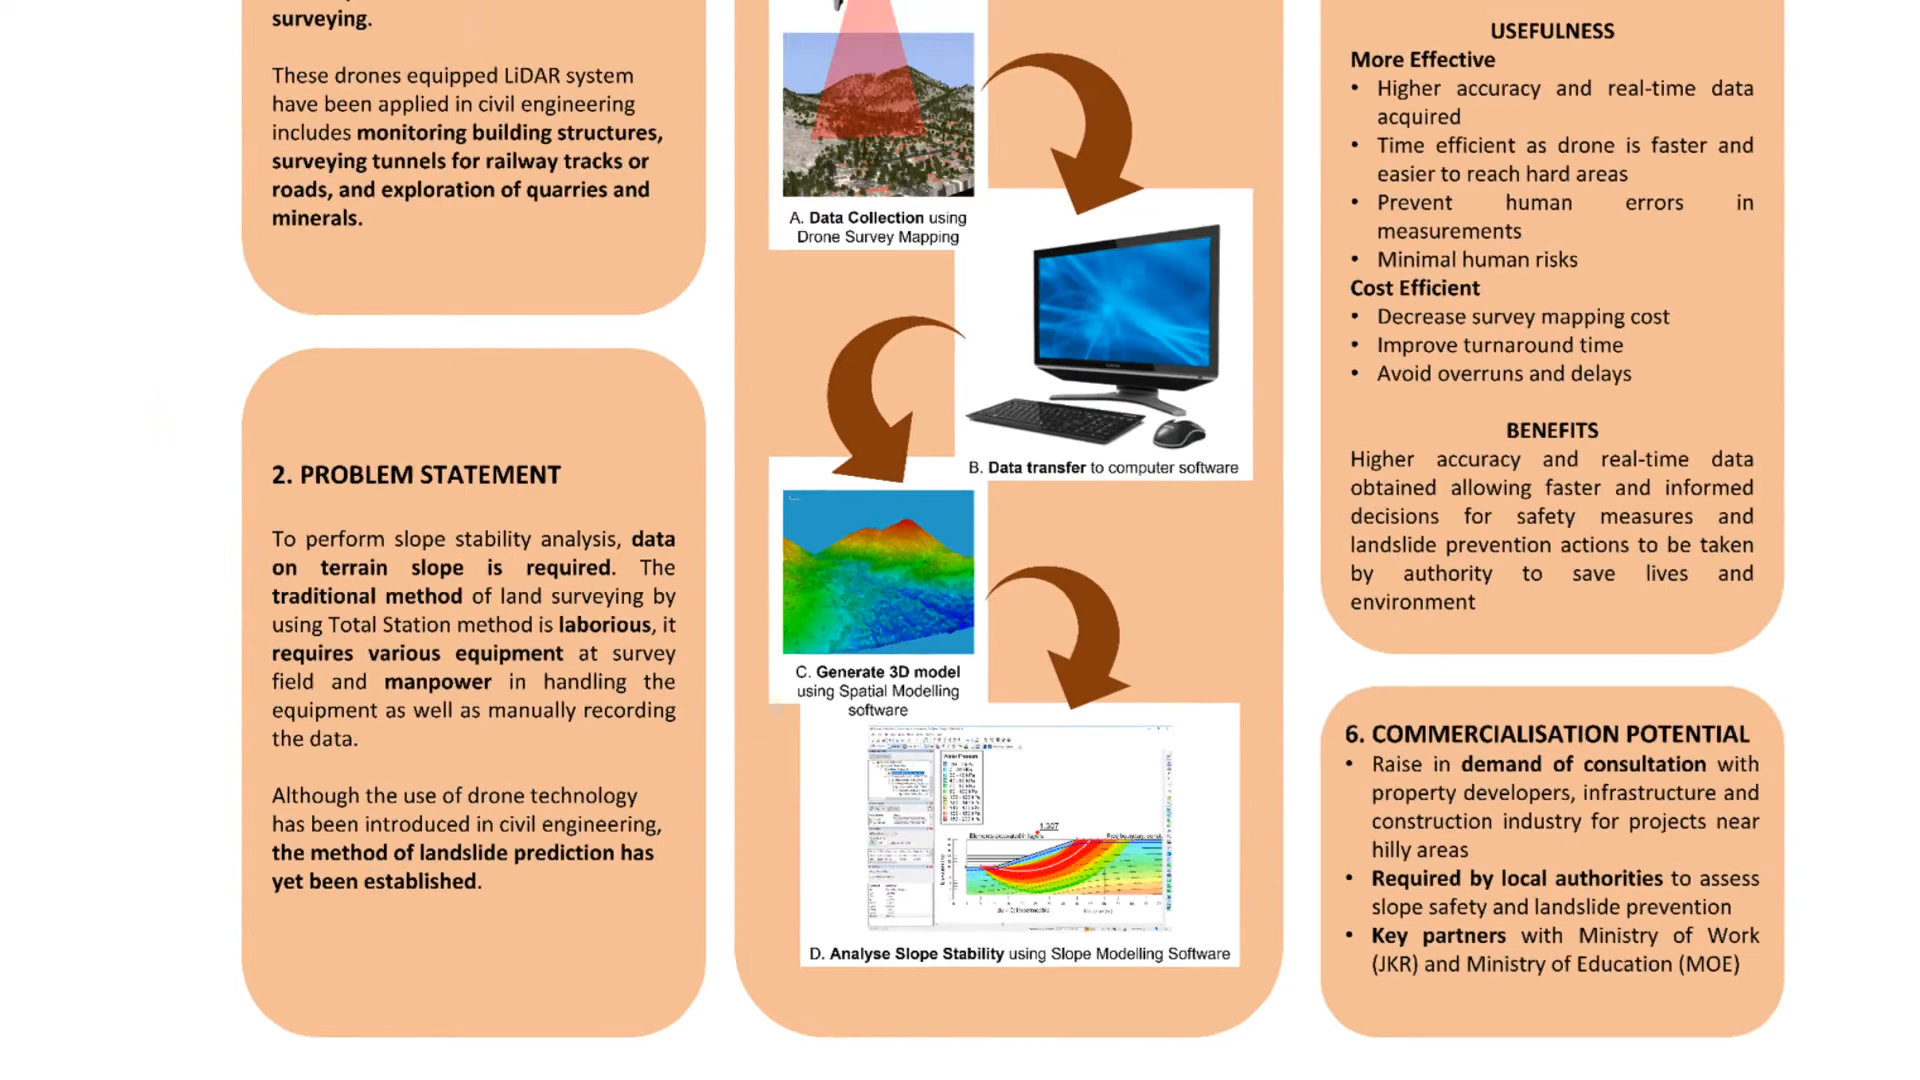 surveying.
These drones equipped LiDAR system
have been applied in civil engineering
includes monitoring building structures,
surveying tunnels for railway tracks or
roads, and exploration of quarries and
minerals.
2. PROBLEM STATEMENT
To perform slope stability analysis, data
on terrain slope is required. The
traditional method of land surveying by
using Total Station method is laborious, it
requires various equipment at survey
field and manpower in handling the
equipment as well as manually recording
the data.
Although the use of drone technology
has been introduced in civil engineering,
the method of landslide prediction has
yet been established.
A. Data Collection using
Drone Survey Mapping
B. Data transfer to computer software
C. Generate 3D model
using Spatial Modelling
software
D. Analyse Slope Stability using Slope Modelling Software
USEFULNESS
More Effective
• Higher accuracy and real-time data
acquired
• Time efficient as drone is faster and
easier to reach hard areas
• Prevent human errors in
measurements
• Minimal human risks
Cost Efficient
• Decrease survey mapping cost
• Improve turnaround time
• Avoid overruns and delays
BENEFITS
Higher accuracy and real-time data
obtained allowing faster and informed
decisions for safety measures and
landslide prevention actions to be taken
by authority to save lives and
environment
6. COMMERCIALISATION POTENTIAL
• Raise in demand of consultation with
property developers, infrastructure and
construction industry for projects near
hilly areas
• Required by local authorities to assess
slope safety and landslide prevention
• Key partners with Ministry of Work
(JKR) and Ministry of Education (MOE)